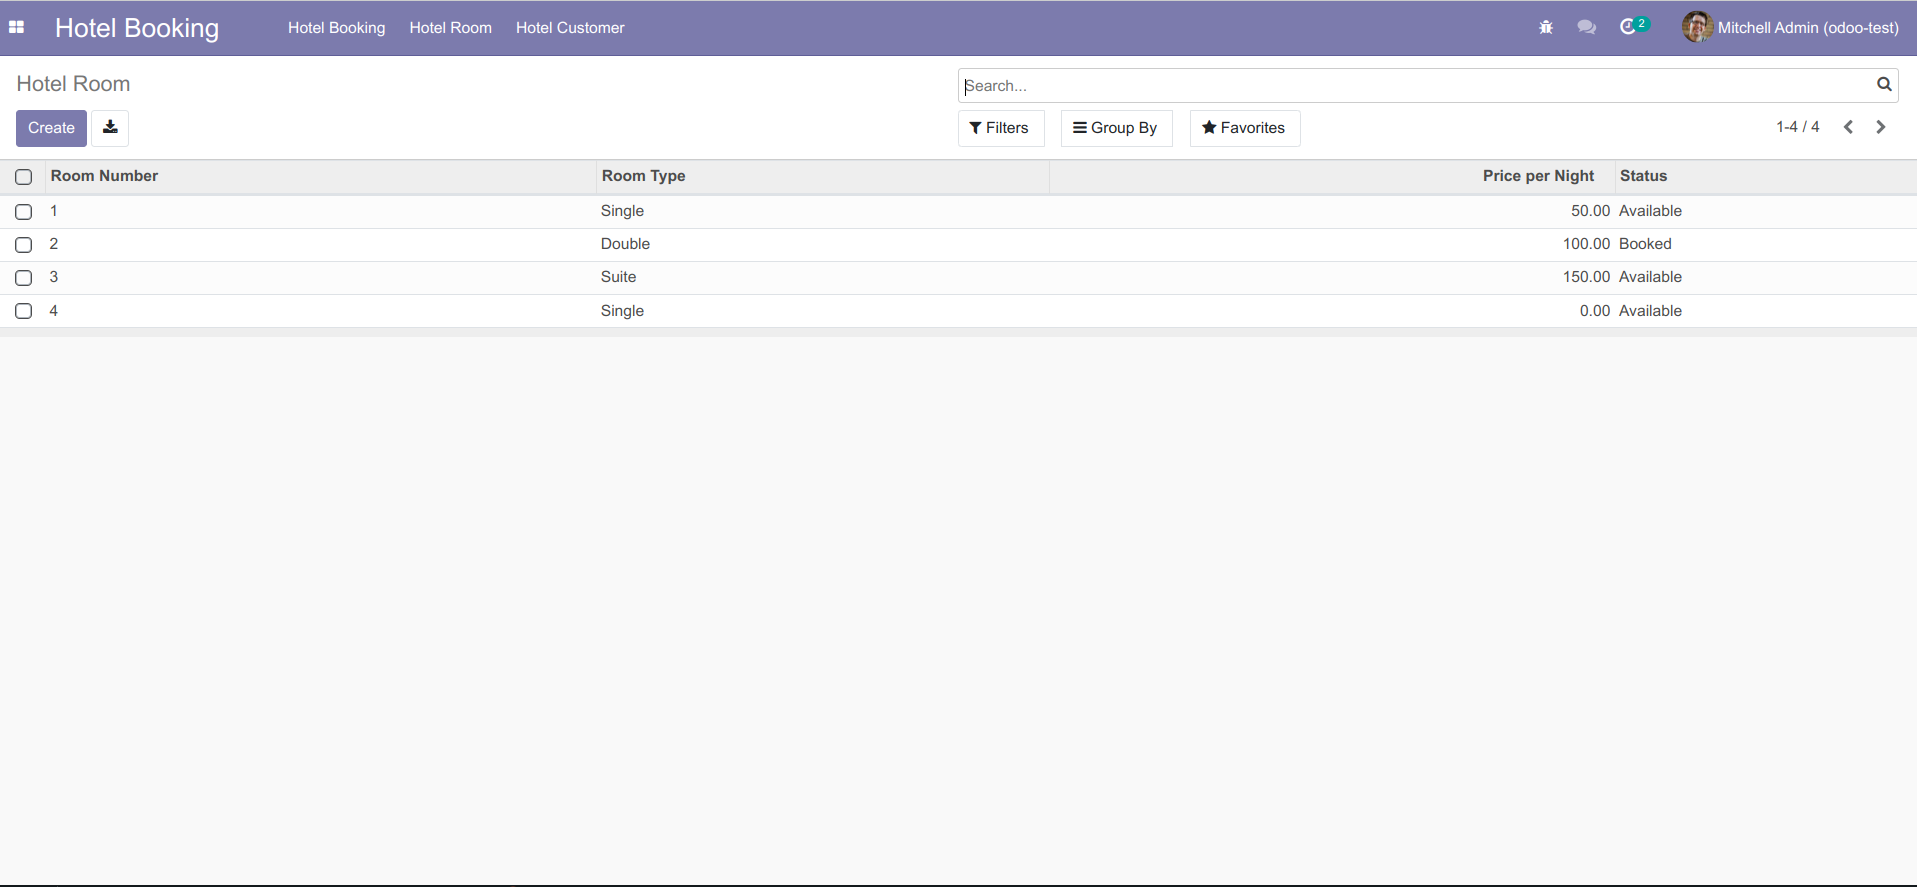 Hotel Booking Hotel Booking Hotel Room Hotel Customer 2 Mitchell Admin (odoo-test)
Hotel Room Search...
Create Filters Group By Favorites 1-4 / 4
Room Number Room Type Price per Night Status
1 Single 50.00 Available
2 Double 100.00 Booked
3 Suite 150.00 Available
4 Single 0.00 Available